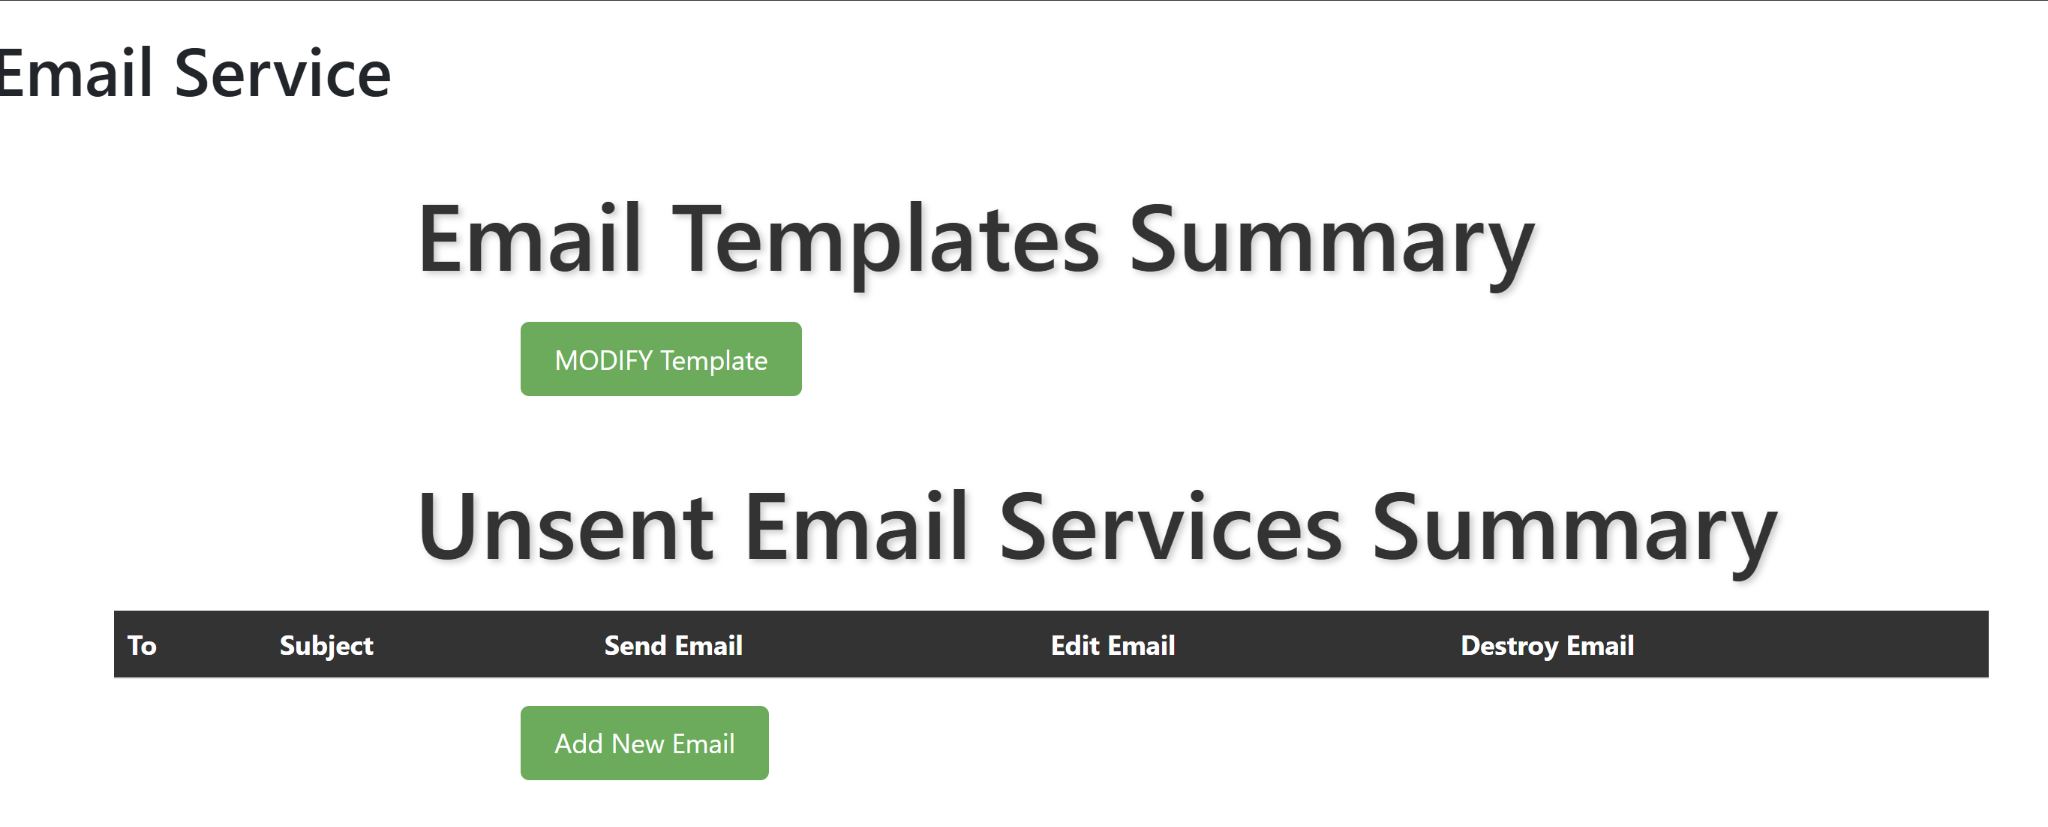 Email Service
Email Templates Summary
MODIFY Template
Unsent Email Services Summary
To Subject Send Email Edit Email Destroy Email
Add New Email